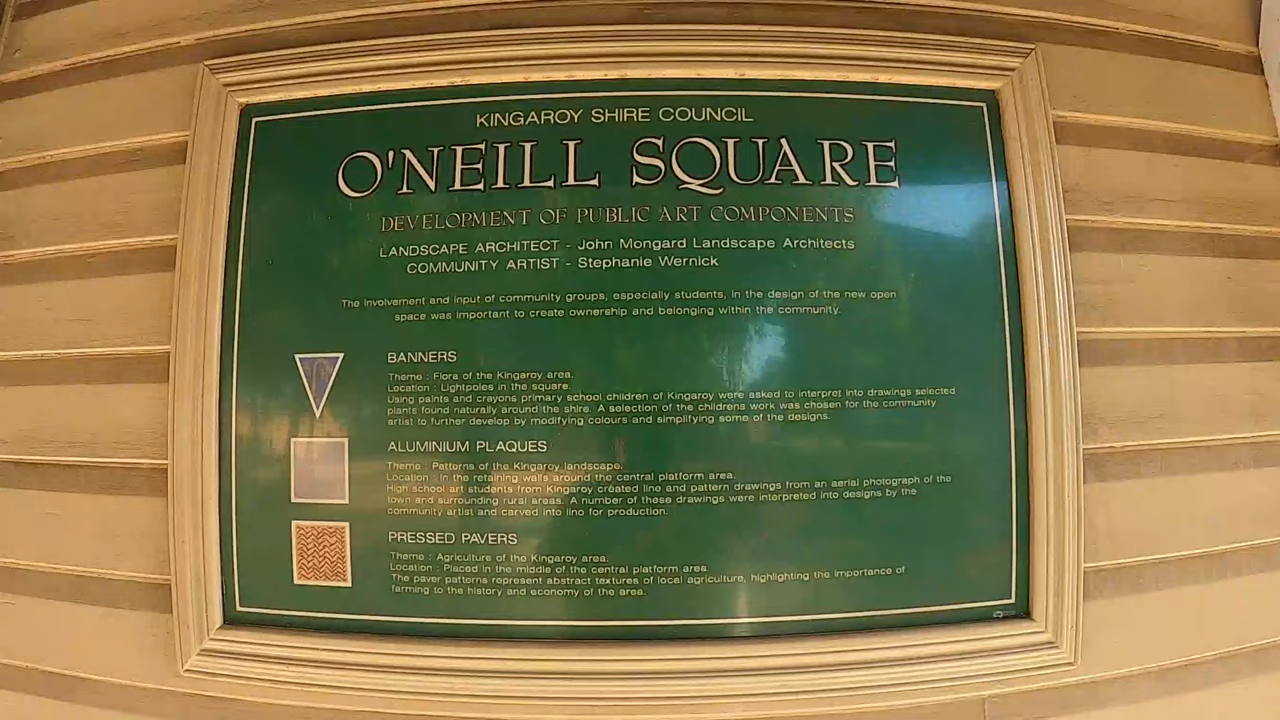 KINGAROY SHIRE COUNCIL
O'NEILL SQUARE
DEVELOPMENT OF PUBLIC ART COMPONENTS
LANDSCAPE ARCHITECT - John Mongard Landscape Architects
COMMUNITY ARTIST - Stephanie Wernick
The involvement and input of community groups, especially students, in the design of the new open
space was important to create ownership and belonging within the community.
BANNERS
Theme : Flora of the Kingaroy area.
Location : Lightpoles in the square.
Using paints and crayons primary school children of Kingaroy were asked to interpret into drawings selected
plants found naturally around the shire. A selection of the childrens work was chosen for the community
artist to further develop by modifying colours and simplifying some of the designs.
ALUMINIUM PLAQUES
Theme : Patterns of the Kingaroy landscape.
Location : In the retaining walls around the central platform area.
High school art students from Kingaroy created line and pattern drawings from an aerial photograph of the
town and surrounding rural areas. A number of these drawings were interpreted into designs by the
community artist and carved into lino for production.
PRESSED PAVERS
Theme : Agriculture of the Kingaroy area.
Location : Placed in the middle of the central platform area.
The paver patterns represent abstract textures of local agriculture, highlighting the importance of
farming to the history and economy of the area.